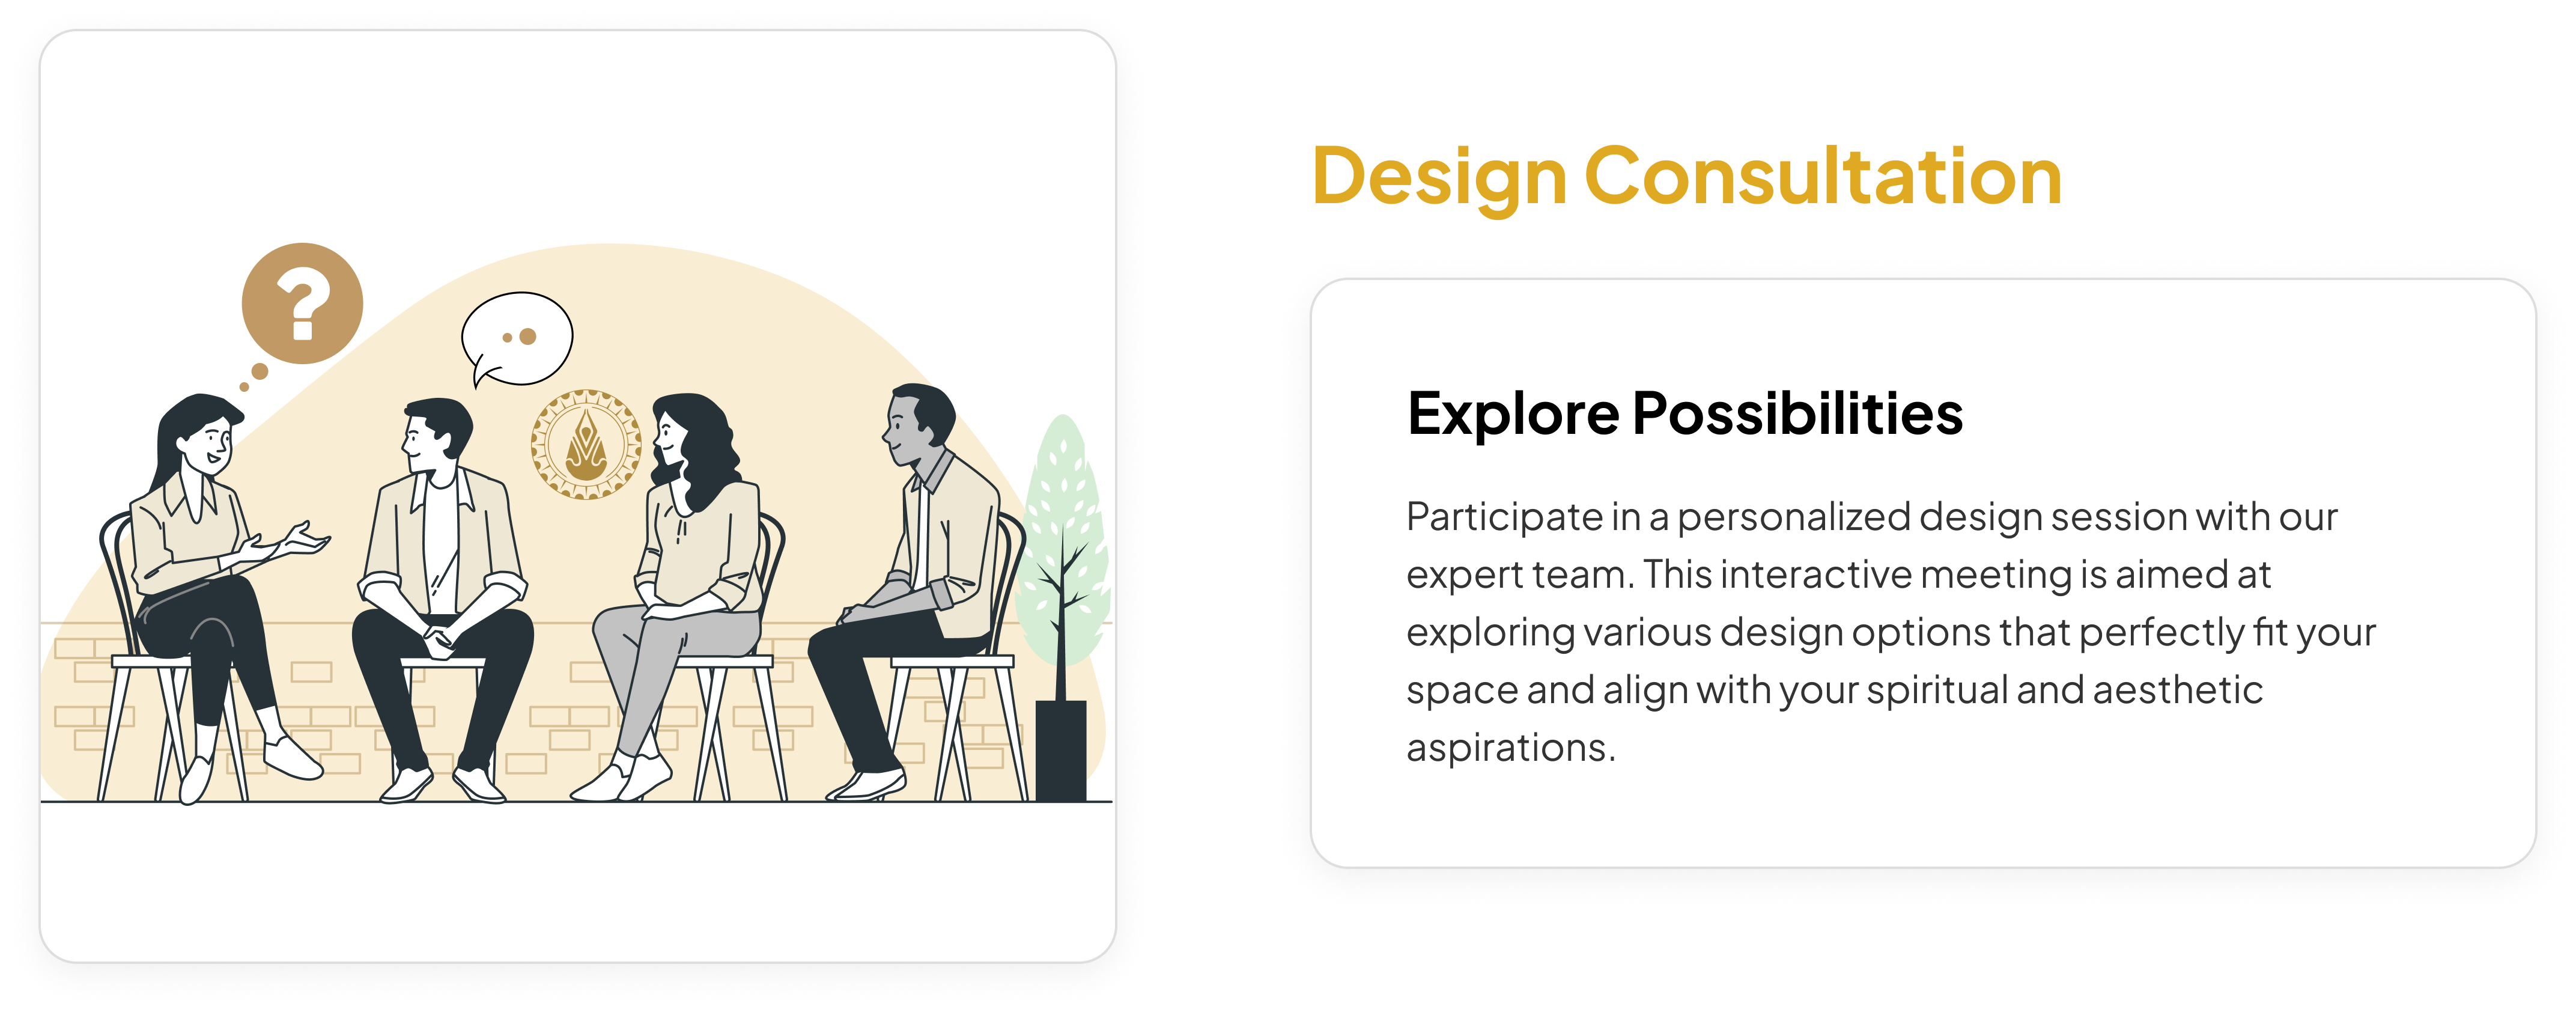 ?
Design Consultation
Explore Possibilities
Participate in a personalized design session with our
expert team. This interactive meeting is aimed at
exploring various design options that perfectly fit your
space and align with your spiritual and aesthetic
aspirations.